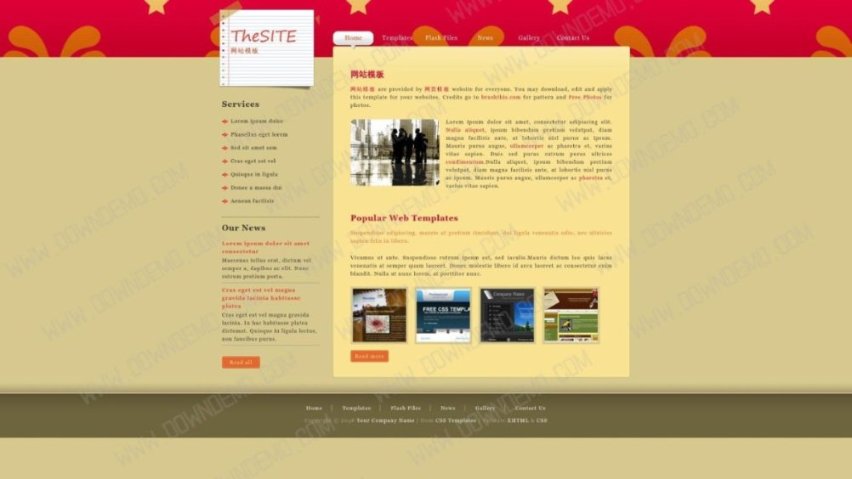 TheSITE
网站模板
Home Templates Flash Files News Gallery Contact Us
Services
Lorem ipsum dolor
Phasellus eget lorem
Sed sit amet sem
Cras eget est vel
Quisque in ligula
Donec a massa dui
Aenean facilisis
Our News
Lorem ipsum dolor sit amet
consectetur
Maecenas tellus erat, dictum vel
semper a, dapibus ac elit. Nunc
rutrum pretium porta.
Cras eget est vel magna
gravida lacinia habitasse
platea
Cras eget est vel magna gravida
lacinia. In hac habitasse platea
dictumst. Quisque in ligula lectus,
non faucibus purus.
Read all
网站模板
网站模板 are provided by 网页模板 website for everyone. You may download, edit and apply
this template for your websites. Credits go to for pattern and Free Photos for
photos.
Lorem ipsum dolor sit amet, consectetur adipiscing elit.
Nulla aliquet, ipsum bibendum pretium volutpat, diam
magna facilisis ante, at lobortis nisl purus ac ipsum.
Mauris purus augue, ullamcorper ac pharetra et, varius
vitae sapien. Duis sed purus rutrum purus ultrices
condimentum.Nulla aliquet, ipsum bibendum pretium
volutpat, diam magna facilisis ante, at lobortis nisl purus
ac ipsum. Mauris purus augue, ullamcorper ac pharetra et,
varius vitae sapien.
Popular Web Templates
Suspendisse adipiscing, mauris at pretium tincidunt, dui ligula venenatis odio, nec ultricies
sapien felis in libero.
Vivamus et ante. Suspendisse rutrum ipsum est, sed iaculis.Mauris dictum leo quis lacus
venenatis at semper quam laoreet. Donec molestie libero id arcu laoreet ac consectetur enim
blandit. Nulla at nunc lorem, at porttitor nunc.
FREE CSS TEMPLA
Company Name
Read more
Home | Templates | Flash Files | News | Gallery | Contact Us
Your Company Name | from CSS Templates | XHTML & CSS
WWW.DOWNDEMO.COM